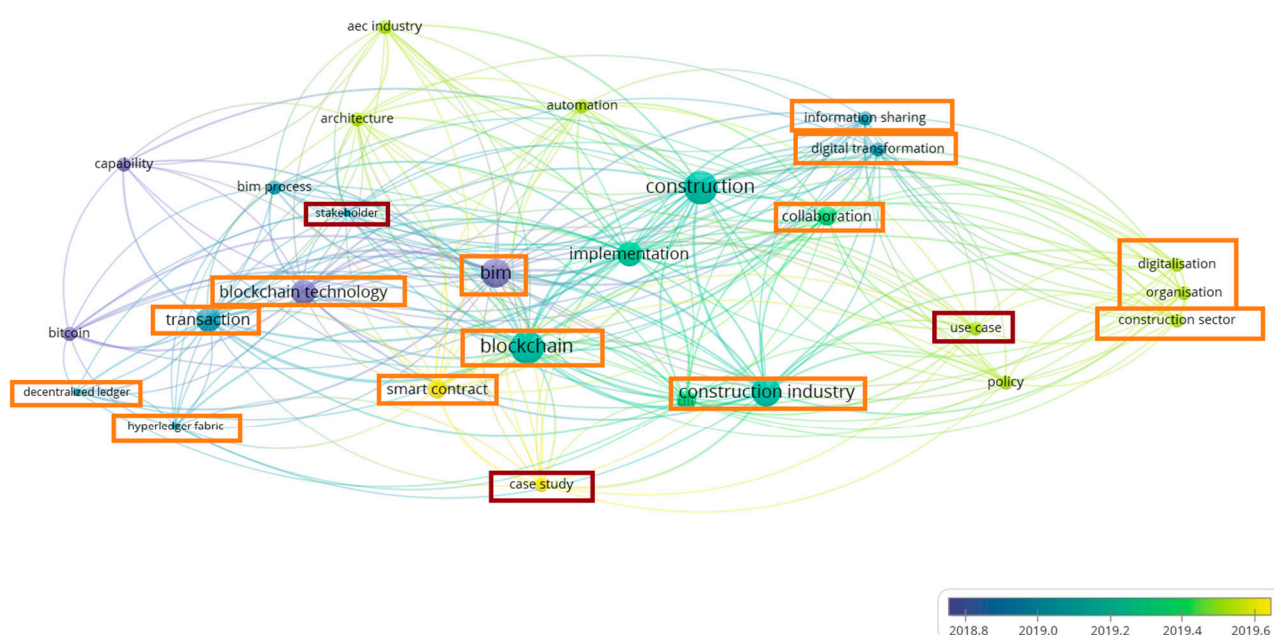 aec industry
automation
architecture
information sharing
digital transformation
capability
bim process
construction
stakeholder
collaboration
implementation
bim
digitalisation
blockchain technology
organisation
transaction
construction sector
bitcoin
use case
blockchain
policy
decentralized ledger
smart contract
construction industry
hyperledger fabric
case study
2018.8 2019.0 2019.2 2019.4 2019.6